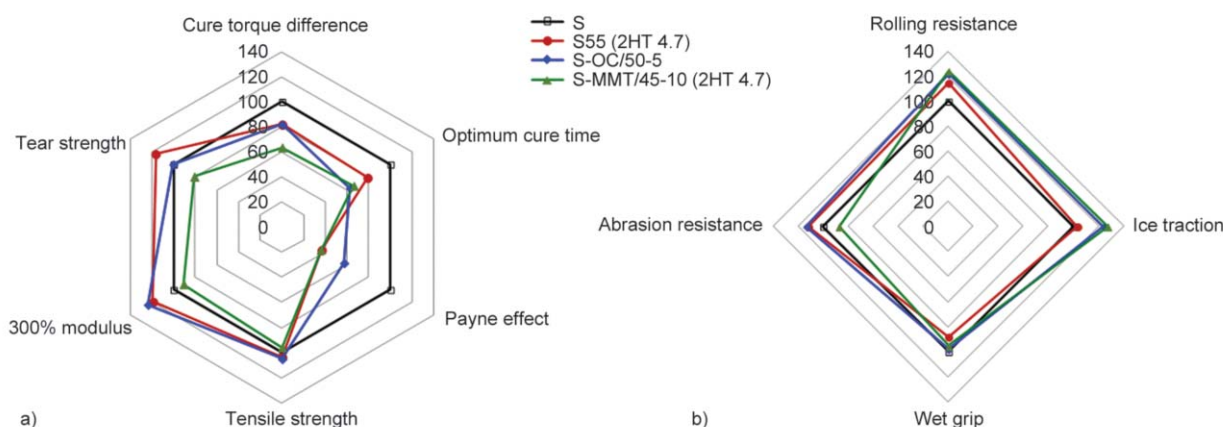 Cure torque difference
140
120
100
80
60
40
20
0
Optimum cure time
Payne effect
Tensile strength
300% modulus
Tear strength
a)
S
S55 (2HT 4.7)
S-OC/50-5
S-MMT/45-10 (2HT 4.7)
Rolling resistance
140
120
100
80
60
40
20
0
Ice traction
Wet grip
Abrasion resistance
b)